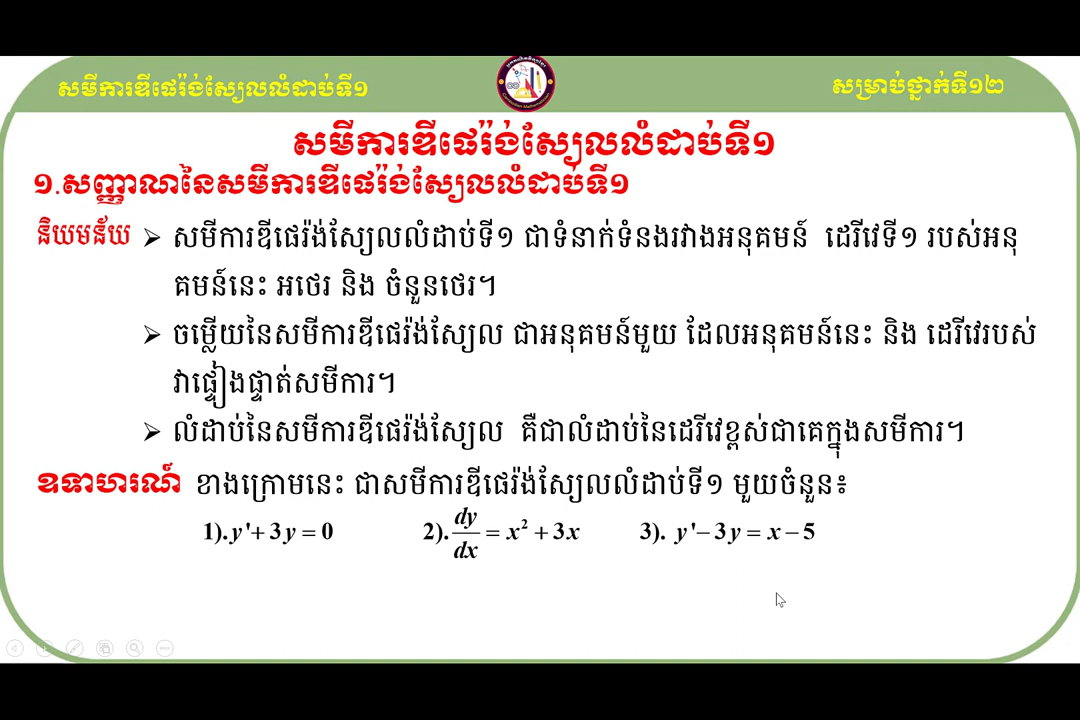 សមីការឌីផេរ៉ង់ស្យែលលំដាប់ទី១
សម្រាប់ថ្នាក់ទី១២
សមីការឌីផេរ៉ង់ស្យែលលំដាប់ទី១
១.សញ្ញាណនៃសមីការឌីផេរ៉ង់ស្យែលលំដាប់ទី១
និយមន័យ ➢ សមីការឌីផេរ៉ង់ស្យែលលំដាប់ទី១ ជាទំនាក់ទំនងរវាងអនុគមន៍ ដេរីវេទី១ របស់អនុ
គមន៍នេះ អថេរ និង ចំនួនថេរ។
➢ ចម្លើយនៃសមីការឌីផេរ៉ង់ស្យែល ជាអនុគមន៍មួយ ដែលអនុគមន៍នេះ និង ដេរីវេរបស់
វាផ្ទៀងផ្ទាត់សមីការ។
➢ លំដាប់នៃសមីការឌីផេរ៉ង់ស្យែល គឺជាលំដាប់នៃដេរីវេខ្ពស់ជាគេក្នុងសមីការ។
ឧទាហរណ៍ ខាងក្រោមនេះ ជាសមីការឌីផេរ៉ង់ស្យែលលំដាប់ទី១ មួយចំនួន៖
1).y'+3y=0 2).dy/dx=x²+3x 3). y'−3y=x−5